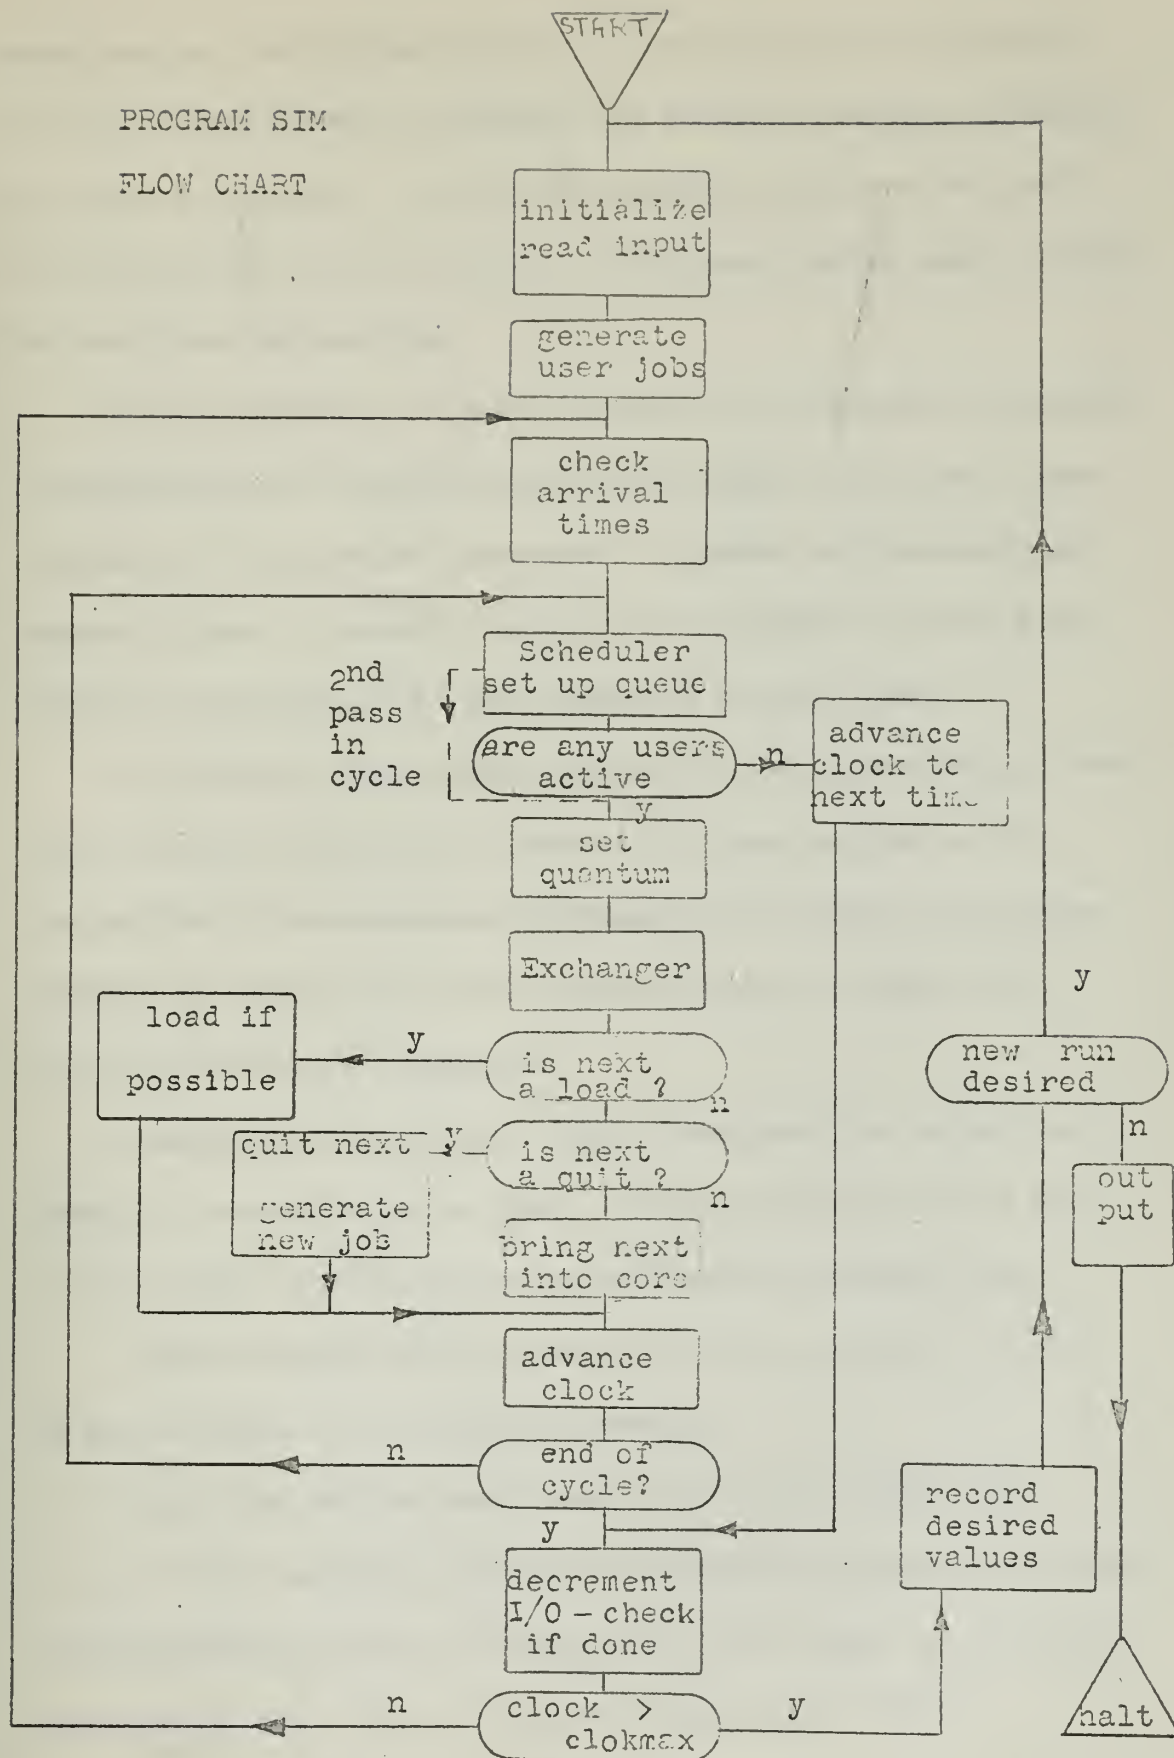 START
PROGRAM SIM
FLOW CHART
initialize
read input
generate
user jobs
check
arrival
times
Scheduler
set up queue
2nd
pass
in
cycle
are any users
active
n
y
advance
clock to
next time
set
quantum
Exchanger
load if
possible
y
is next
a load ?
n
quit next
generate
new job
y
is next
a quit ?
n
bring next
into core
advance
clock
n
end of
cycle?
y
decrement
I/O - check
if done
n
clock >
clokmax
y
record
desired
values
y
new run
desired
n
out
put
halt